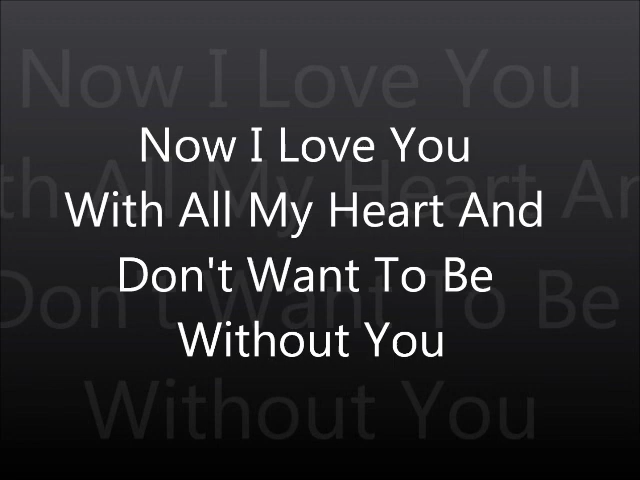 Now I Love You
With All My Heart And
Don't Want To Be
Without You